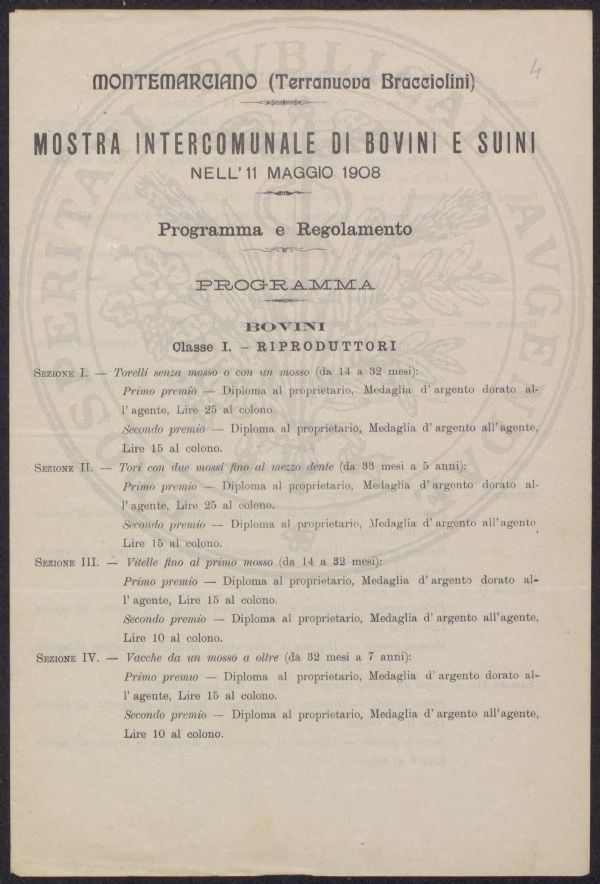 4
MONTEMARCIANO (Terranuova Bracciolini)
MOSTRA INTERCOMUNALE DI BOVINI E SUINI
NELL' 11 MAGGIO 1908
Programma e Regolamento
PROGRAMMA
BOVINI
Classe I. - RIPRODUTTORI
SEZIONE I. — Torelli senza mosso o con un mosso (da 14 a 32 mesi):
Primo premio — Diploma al proprietario, Medaglia d' argento dorato al-
l' agente, Lire 25 al colono.
Secondo premio — Diploma al proprietario, Medaglia d' argento all'agente,
Lire 15 al colono.
SEZIONE II. — Tori con due mossi fino al mezzo dente (da 33 mesi a 5 anni):
Primo premio — Diploma al proprietario, Medaglia d' argento dorato al-
l' agente, Lire 25 al colono.
Secondo premio — Diploma al proprietario, Medaglia d' argento all'agente
Lire 15 al colono.
SEZIONE III. — Vitelle fino al primo mosso (da 14 a 32 mesi):
Primo premio — Diploma al proprietario, Medaglia d' argento dorato al-
l' agente, Lire 15 al colono.
Secondo premio — Diploma al proprietario, Medaglia d' argento all'agente,
Lire 10 al colono.
SEZIONE IV. — Vacche da un mosso a oltre (da 32 mesi a 7 anni):
Primo premio — Diploma al proprietario, Medaglia d' argento dorato al-
l' agente, Lire 15 al colono.
Secondo premio — Diploma al proprietario, Medaglia d' argento all'agente,
Lire 10 al colono.